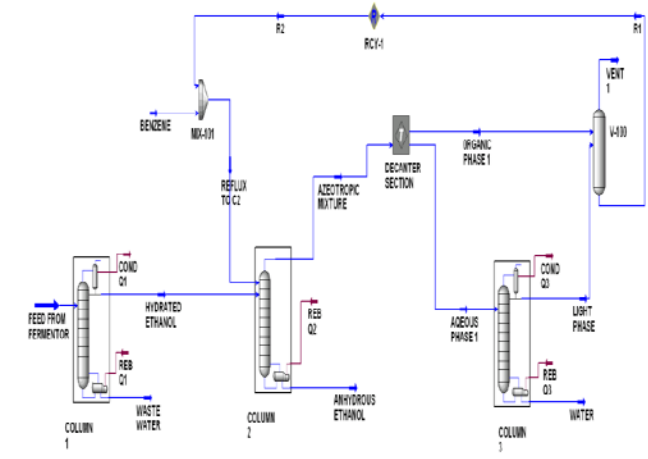 R2
R1
RCY-1
VENT
1
BENZENE
MIX-101
V-100
ORGANIC
PHASE 1
DECANTER
SECTION
REFLUX
TO C2
AZEOTROPIC
MIXTURE
COND
Q1
COND
Q3
HYDRATED
ETHANOL
FEED FROM
FERMENTOR
REB
Q2
AQEOUS
PHASE 1
LIGHT
PHASE
REB
Q1
REB
Q3
WASTE
WATER
ANHYDROUS
ETHANOL
WATER
COLUMN
1
COLUMN
2
COLUMN
3